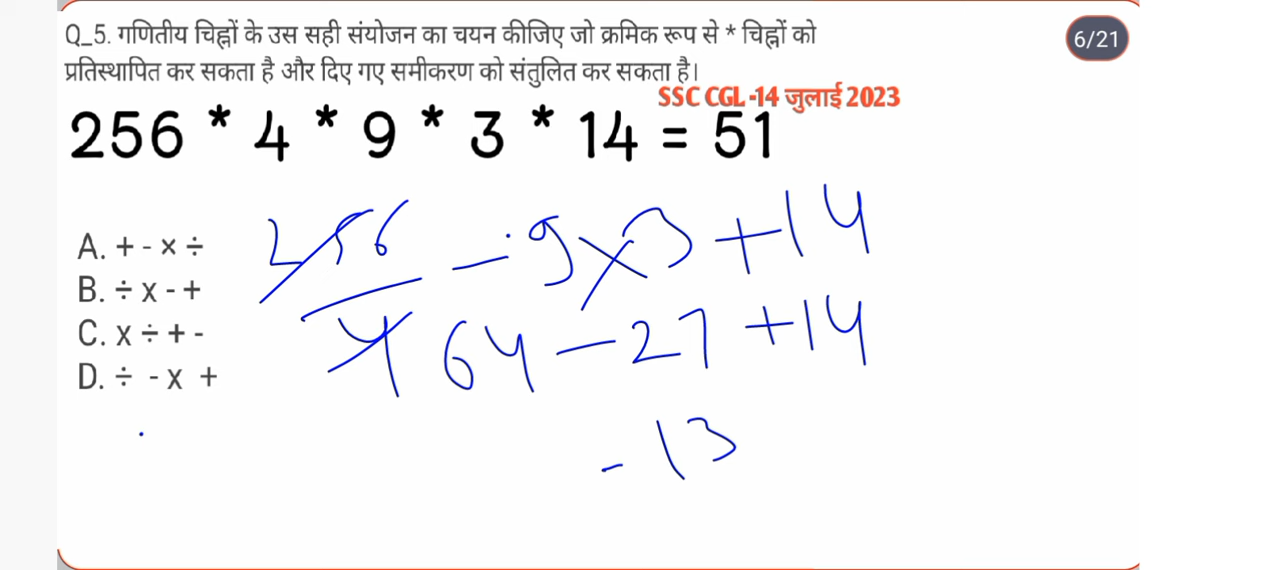 Q_5. गणितीय चिह्नों के उस सही संयोजन का चयन कीजिए जो क्रमिक रूप से * चिह्नों को
प्रतिस्थापित कर सकता है और दिए गए समीकरण को संतुलित कर सकता है।
6/21
SSC CGL -14 जुलाई 2023
256 * 4 * 9 * 3 * 14 = 51
A. + - x ÷
B. ÷ x - +
C. x ÷ + -
D. ÷ - x +
256 - 9 x 3 + 14
4
64 - 27 + 14
- 13